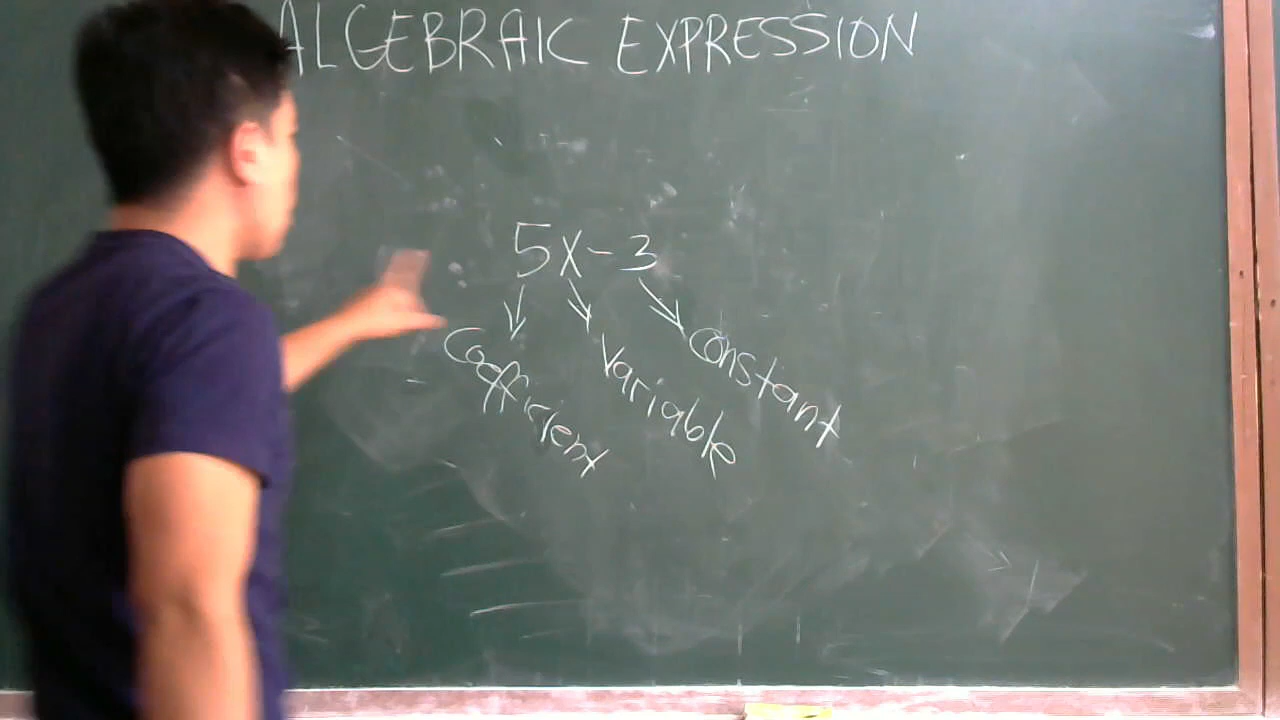 ALGEBRAIC EXPRESSION
5x - 3
Coefficient
Variable
Constant